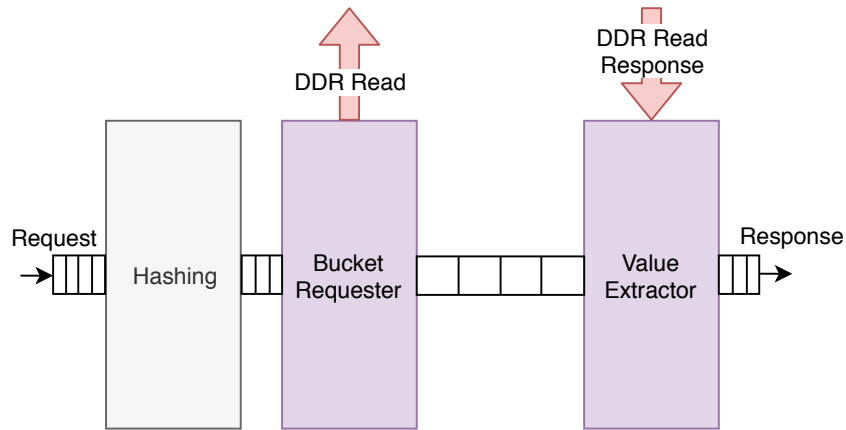 DDR Read
DDR Read
Response
Request
Hashing
Bucket
Requester
Value
Extractor
Response